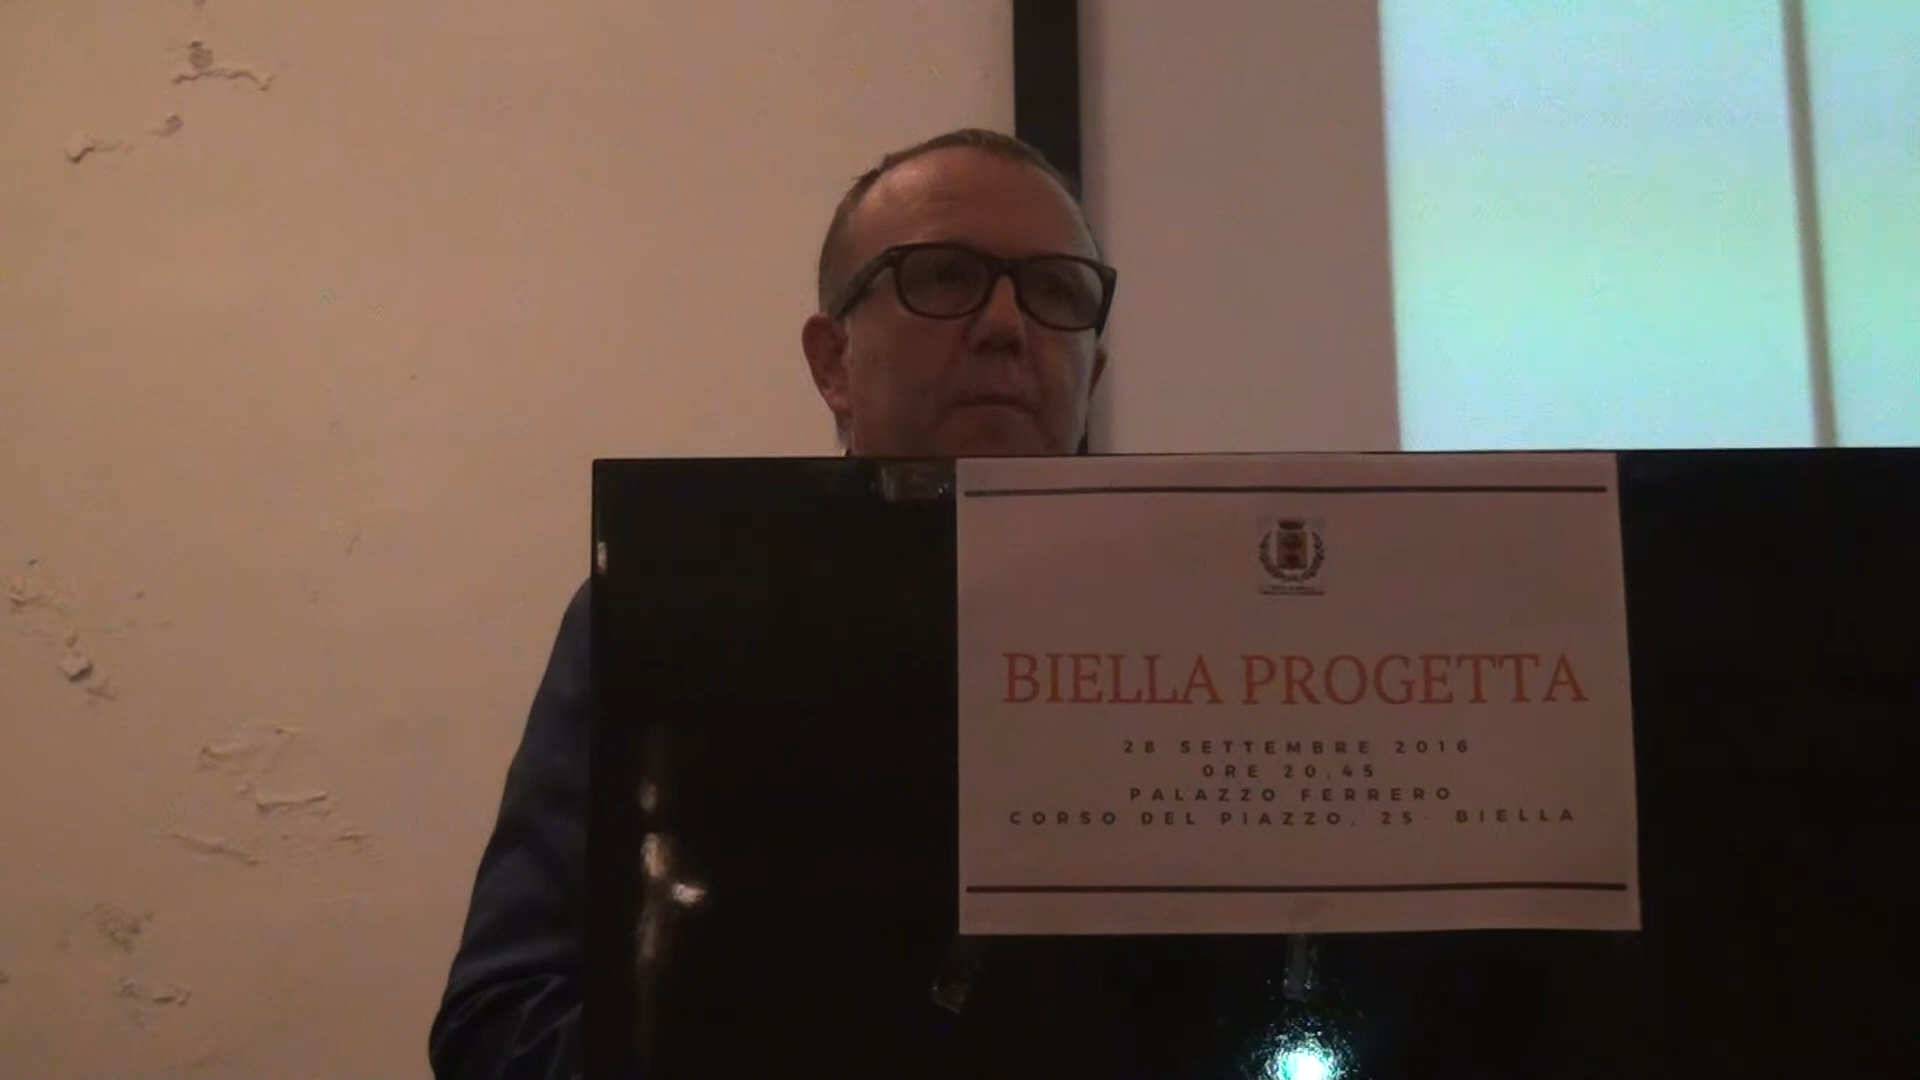 BIELLA PROGETTA
28 SETTEMBRE 2016
ORE 20,45
PALAZZO FERRERO
CORSO DEL PIAZZO, 25- BIELLA